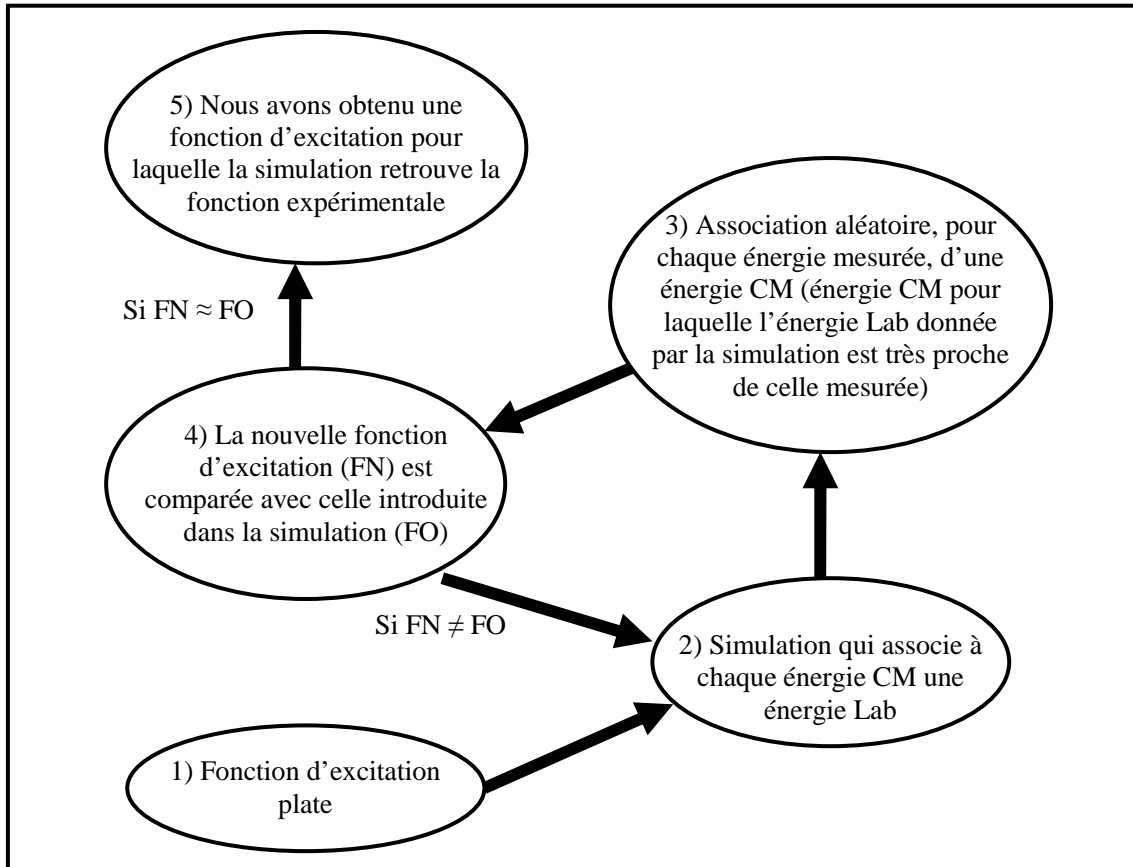 5) Nous avons obtenu une
fonction d’excitation pour
laquelle la simulation retrouve la
fonction expérimentale
3) Association aléatoire, pour
chaque énergie mesurée, d’une
énergie CM (énergie CM pour
laquelle l’énergie Lab donnée
par la simulation est très proche
de celle mesurée)
Si FN ≈ FO
4) La nouvelle fonction
d’excitation (FN) est
comparée avec celle introduite
dans la simulation (FO)
Si FN ≠ FO
2) Simulation qui associe à
chaque énergie CM une
énergie Lab
1) Fonction d’excitation
plate